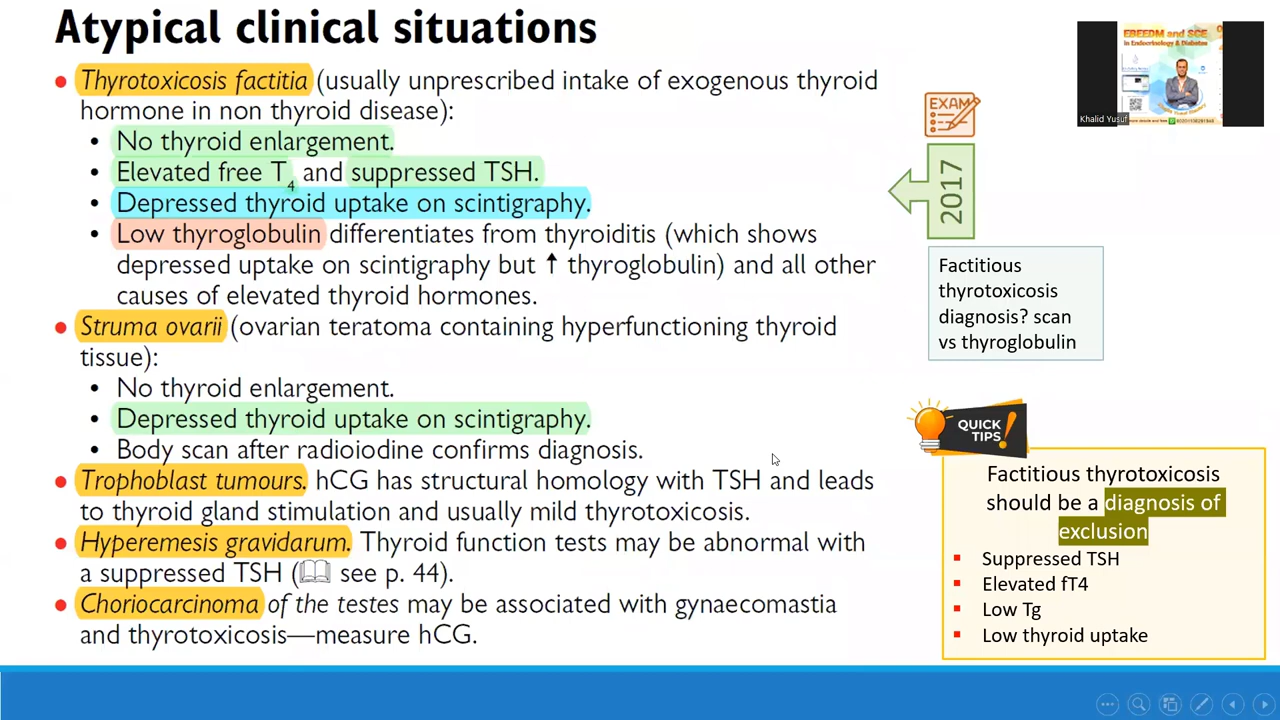 Atypical clinical situations
• Thyrotoxicosis factitia (usually unprescribed intake of exogenous thyroid
hormone in non thyroid disease):
• No thyroid enlargement.
• Elevated free T4 and suppressed TSH.
• Depressed thyroid uptake on scintigraphy.
• Low thyroglobulin differentiates from thyroiditis (which shows
depressed uptake on scintigraphy but ↑ thyroglobulin) and all other
causes of elevated thyroid hormones.
• Struma ovarii (ovarian teratoma containing hyperfunctioning thyroid
tissue):
• No thyroid enlargement.
• Depressed thyroid uptake on scintigraphy.
• Body scan after radioiodine confirms diagnosis.
• Trophoblast tumours. hCG has structural homology with TSH and leads
to thyroid gland stimulation and usually mild thyrotoxicosis.
• Hyperemesis gravidarum. Thyroid function tests may be abnormal with
a suppressed TSH (📖 see p. 44).
• Choriocarcinoma of the testes may be associated with gynaecomastia
and thyrotoxicosis—measure hCG.
EBEEDM and SCE
in Endocrinology & Diabetes
Khalid Yusuf
EXAM
2017
Factitious
thyrotoxicosis
diagnosis? scan
vs thyroglobulin
QUICK
TIPS!
Factitious thyrotoxicosis
should be a diagnosis of
exclusion
▪ Suppressed TSH
▪ Elevated fT4
▪ Low Tg
▪ Low thyroid uptake